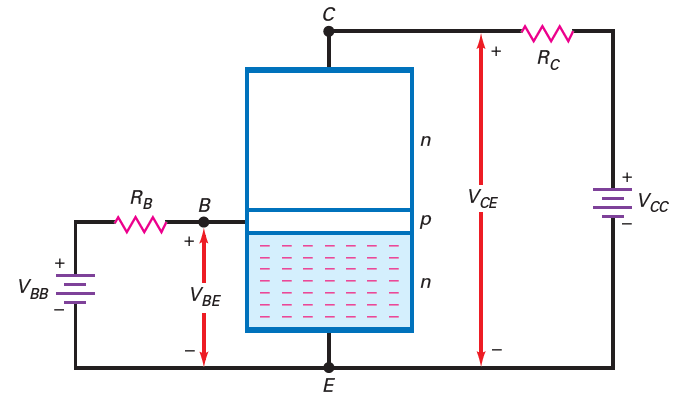 C
+
R_C
n
+
V_CE
V_CC
R_B
B
p
−
+
+
n
V_BB
V_BE
−
−
−
E